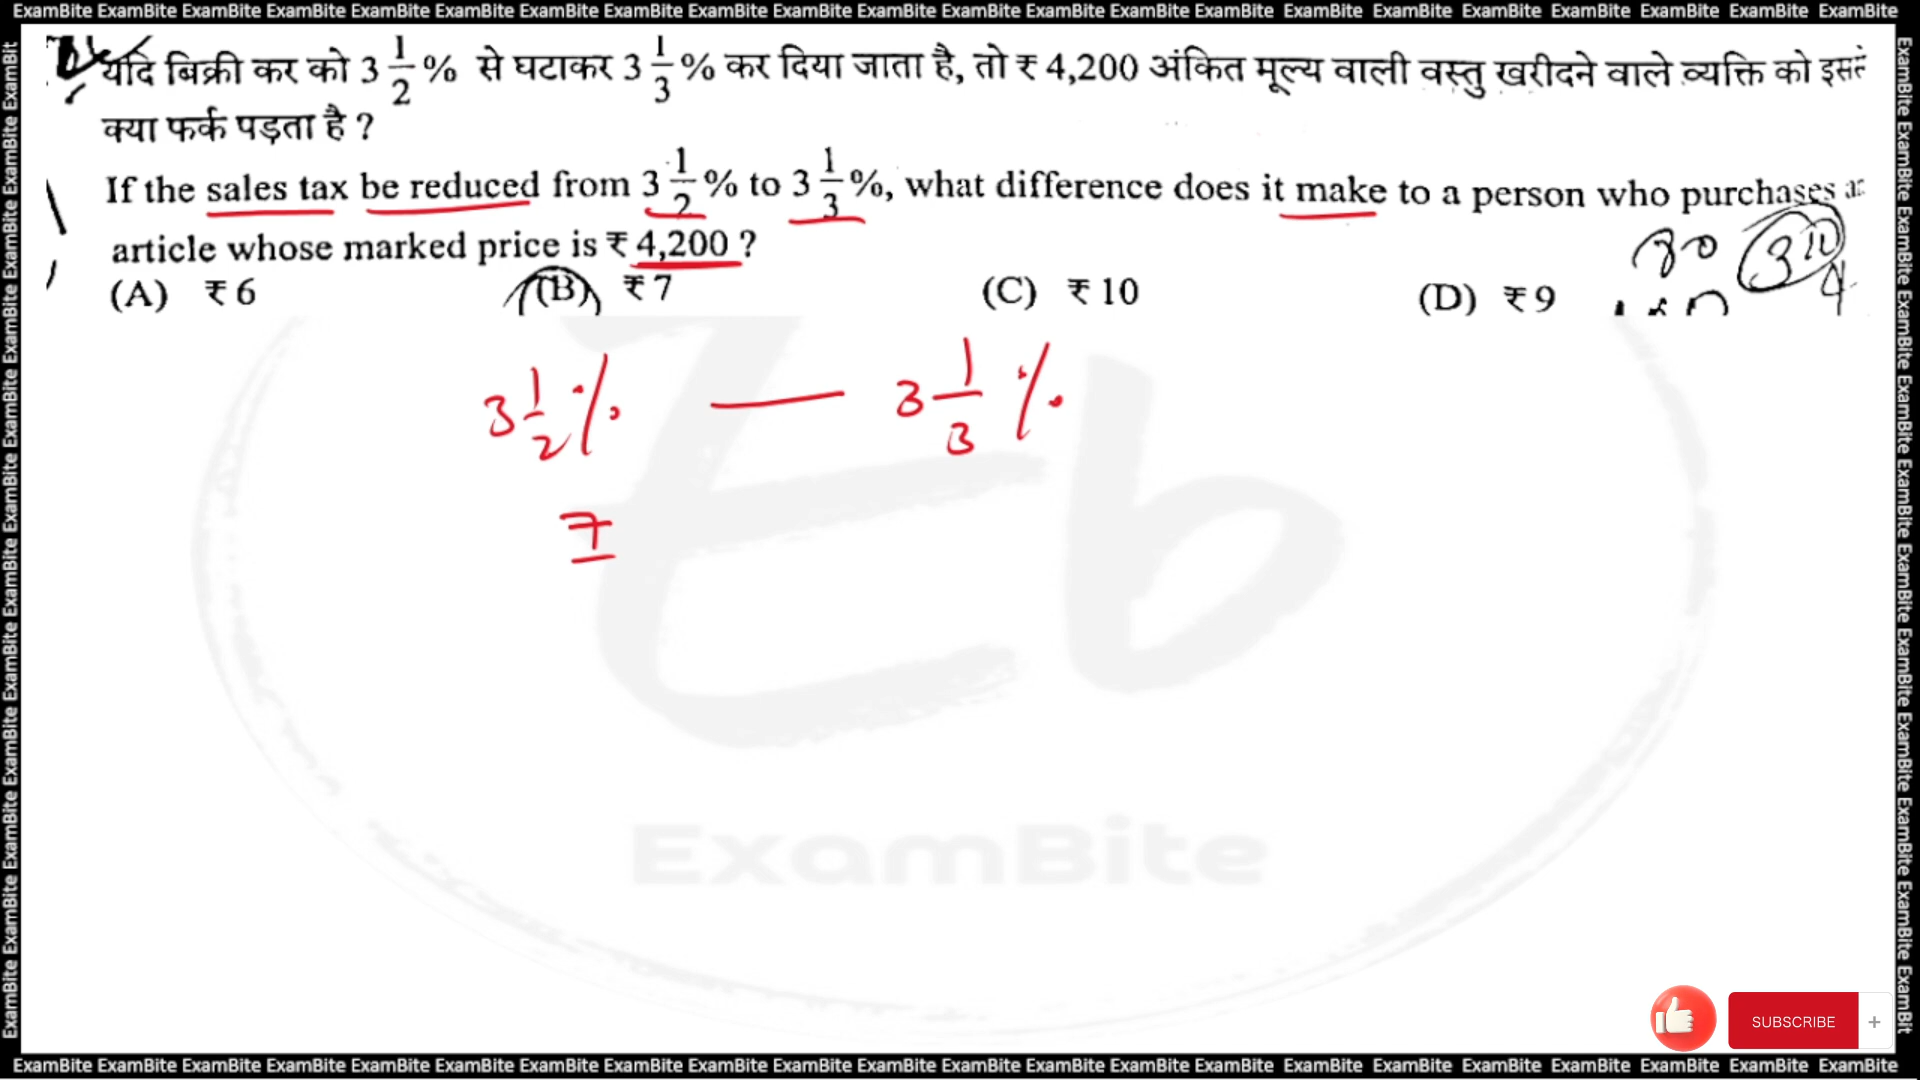 ExamBite ExamBite ExamBite ExamBite ExamBite ExamBite ExamBite ExamBite ExamBite ExamBite ExamBite ExamBite ExamBite ExamBite ExamBite ExamBite ExamBite ExamBite ExamBite ExamBite ExamBite ExamBite
यदि बिक्री कर को 3 1/2 % से घटाकर 3 1/3 % कर दिया जाता है, तो ₹ 4,200 अंकित मूल्य वाली वस्तु खरीदने वाले व्यक्ति को
क्या फर्क पड़ता है ?
If the sales tax be reduced from 3 1/2 % to 3 1/3 %, what difference does it make to a person who purchases
article whose marked price is ₹ 4,200 ?
(A) ₹ 6 (B) ₹ 7 (C) ₹ 10 (D) ₹ 9
3 1/2 % — 3 1/3 %
7
Eb
ExamBite
SUBSCRIBE +
ExamBite ExamBite ExamBite ExamBite ExamBite ExamBite ExamBite ExamBite ExamBite ExamBite ExamBite ExamBite ExamBite ExamBite ExamBite ExamBite ExamBite ExamBite ExamBite ExamBite ExamBite ExamBite